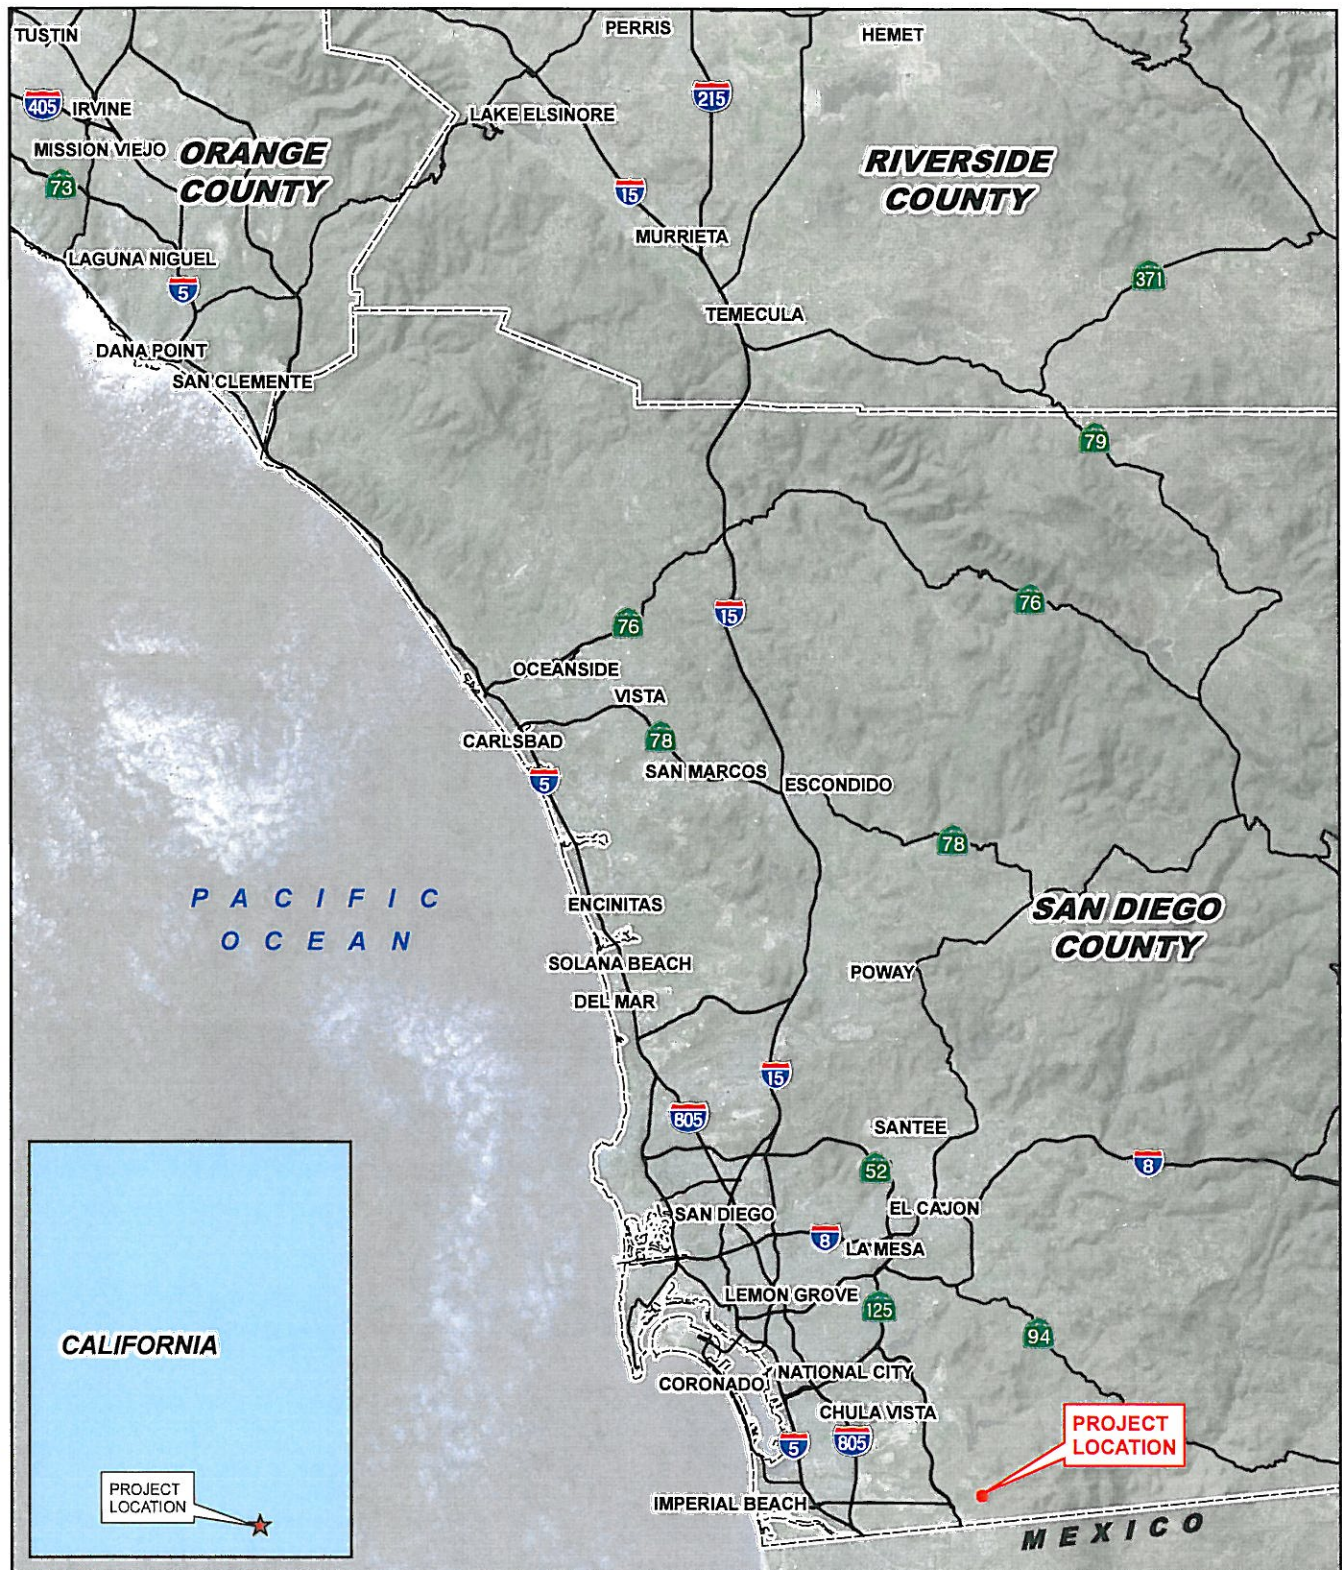 TUSTIN
PERRIS
HEMET
405
IRVINE
215
LAKE ELSINORE
MISSION VIEJO
ORANGE
COUNTY
RIVERSIDE
COUNTY
73
15
MURRIETA
LAGUNA NIGUEL
5
371
TEMECULA
DANA POINT
SAN CLEMENTE
79
76
76
15
OCEANSIDE
VISTA
CARLSBAD
78
SAN MARCOS
5
ESCONDIDO
78
PACIFIC
OCEAN
ENCINITAS
SAN DIEGO
COUNTY
SOLANA BEACH
POWAY
DEL MAR
15
805
SANTEE
52
8
EL CAJON
SAN DIEGO
8
LA MESA
LEMON GROVE
125
94
CALIFORNIA
NATIONAL CITY
CORONADO
CHULA VISTA
PROJECT
LOCATION
5
805
PROJECT
LOCATION
IMPERIAL BEACH
MEXICO